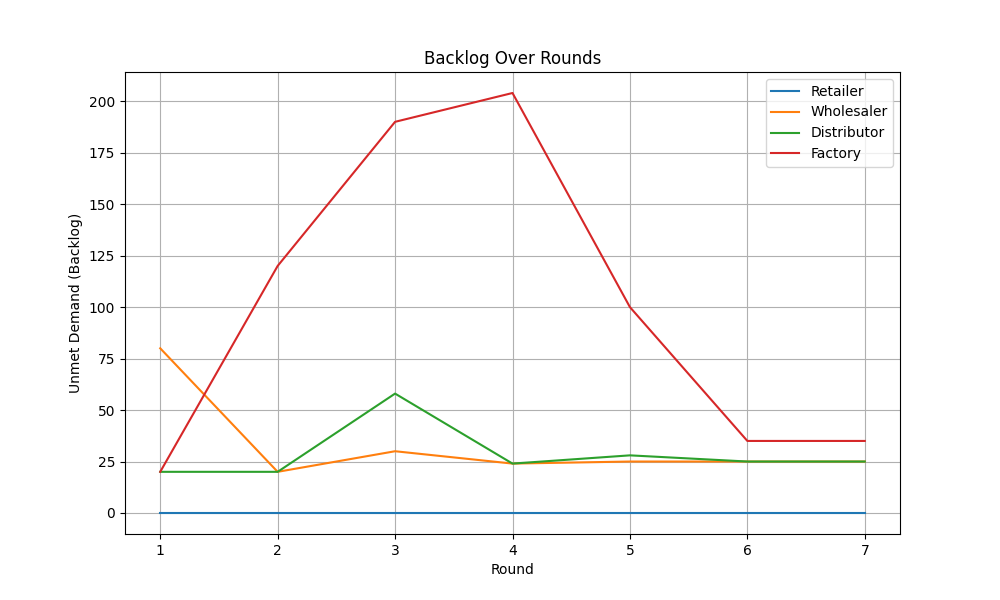 Backlog Over Rounds
Retailer
Wholesaler
Distributor
Factory
Unmet Demand (Backlog)
200
175
150
125
100
75
50
25
0
1 2 3 4 5 6 7
Round